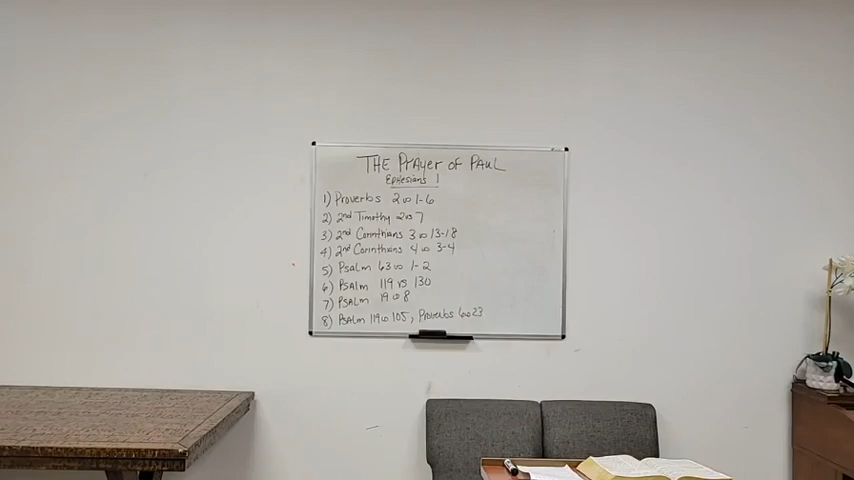 THE Prayer of PAUL
Ephesians 1
1) Proverbs 2 vs 1-6
2) 2nd Timothy 2 vs 7
3) 2nd Corinthians 3 vs 13-18
4) 2nd Corinthians 4 vs 3-4
5) Psalm 63 vs 1-2
6) Psalm 119 vs 130
7) Psalm 19 vs 8
8) Psalm 119 vs 105, Proverbs 6 vs 23